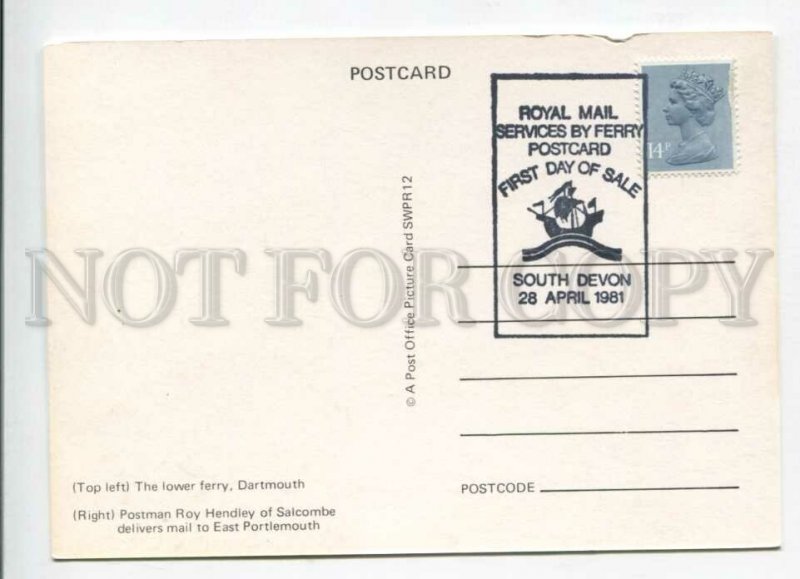 POSTCARD
ROYAL MAIL
SERVICES BY FERRY
POSTCARD
FIRST DAY OF SALE
SOUTH DEVON
28 APRIL 1981
14P
© A Post Office Picture Card SWPR 12
NOT FOR COPY
(Top left) The lower ferry, Dartmouth
(Right) Postman Roy Hendley of Salcombe
delivers mail to East Portlemouth
POSTCODE